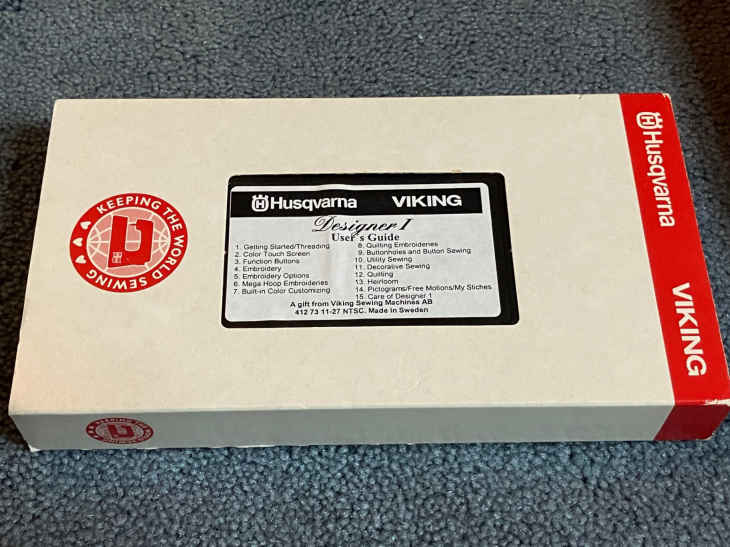 KEEPING THE WORLD SEWING
Husqvarna VIKING
Designer I
User's Guide
1. Getting Started/Threading
2. Color Touch Screen
3. Function Buttons
4. Embroidery
5. Embroidery Options
6. Mega Hoop Embroideries
7. Built-in Color Customizing
8. Quilting Embroideries
9. Buttonholes and Button Sewing
10. Utility Sewing
11. Decorative Sewing
12. Quilting
13. Heirloom
14. Pictograms/Free Motions/My Stiches
15. Care of Designer 1
A gift from Viking Sewing Machines AB
412 73 11-27 NTSC. Made in Sweden
Husqvarna
VIKING
KEEPING THE